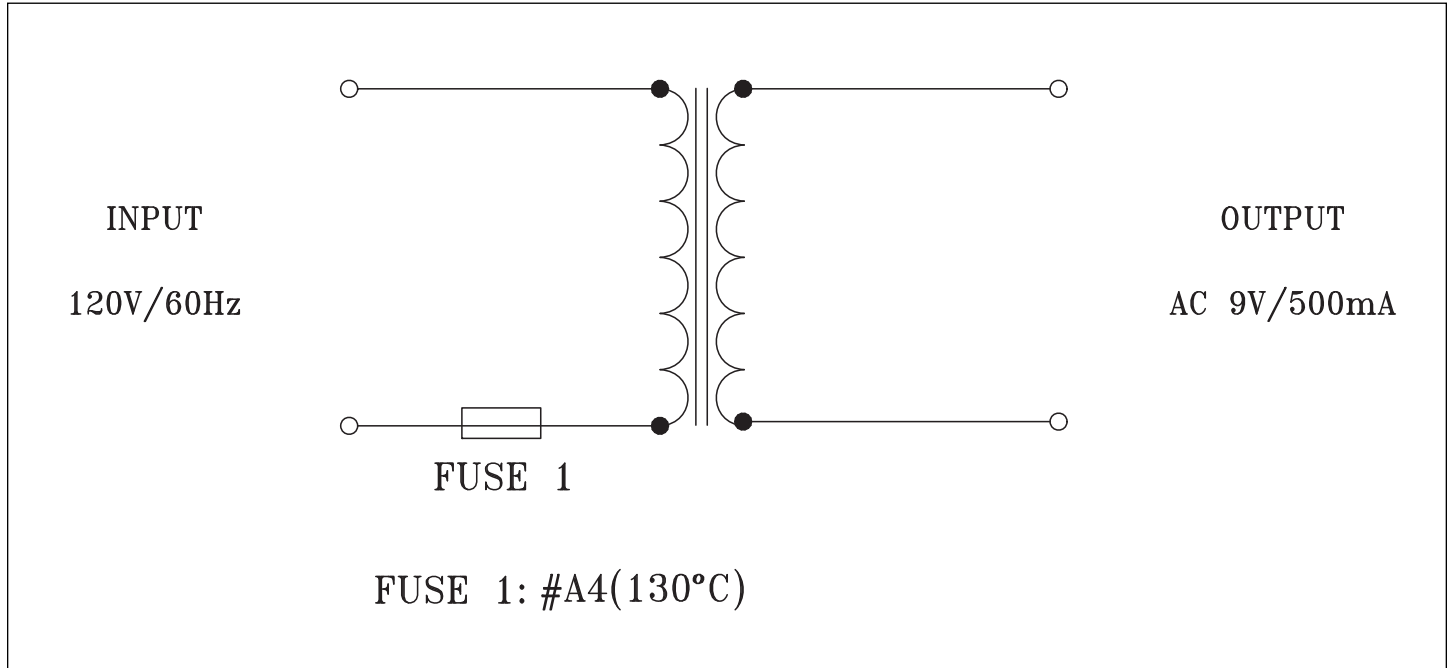 INPUT
120V/60Hz
OUTPUT
AC 9V/500mA
FUSE 1
FUSE 1: #A4(130°C)